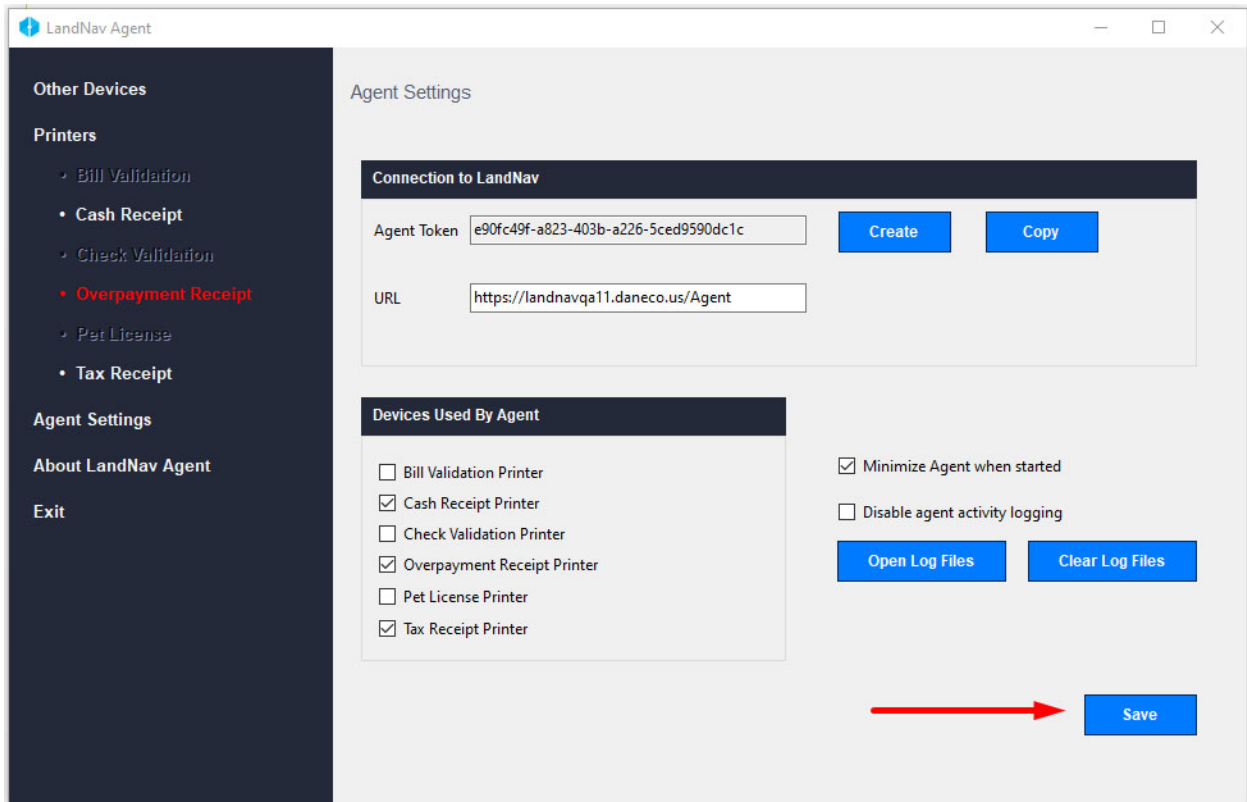 LandNav Agent
Other Devices
Printers
• Bill Validation
• Cash Receipt
• Check Validation
• Overpayment Receipt
• Pet License
• Tax Receipt
Agent Settings
About LandNav Agent
Exit
Agent Settings
Connection to LandNav
Agent Token e90fc49f-a823-403b-a226-5ced9590dc1c Create Copy
URL https://landnavqa11.daneco.us/Agent
Devices Used By Agent
Bill Validation Printer
Cash Receipt Printer
Check Validation Printer
Overpayment Receipt Printer
Pet License Printer
Tax Receipt Printer
Minimize Agent when started
Disable agent activity logging
Open Log Files Clear Log Files
Save